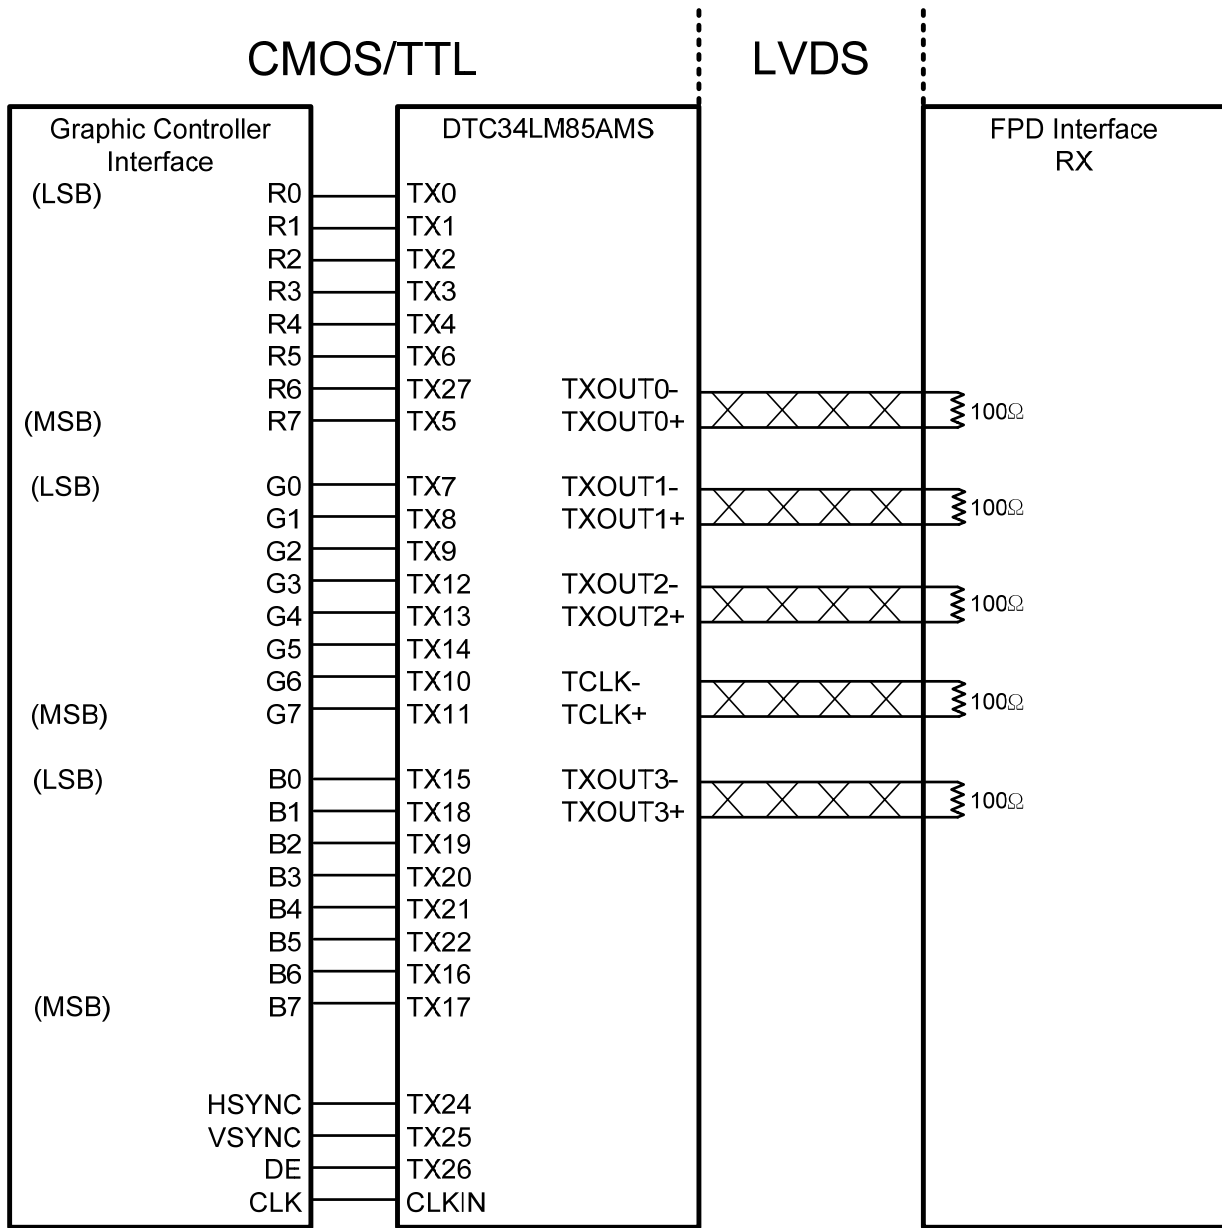 CMOS/TTL
LVDS
Graphic Controller
Interface
DTC34LM85AMS
FPD Interface
RX
(LSB) R0 TX0
R1 TX1
R2 TX2
R3 TX3
R4 TX4
R5 TX6
R6 TX27 TXOUT0-
(MSB) R7 TX5 TXOUT0+
100Ω
(LSB) G0 TX7 TXOUT1-
G1 TX8 TXOUT1+
100Ω
G2 TX9
G3 TX12 TXOUT2-
G4 TX13 TXOUT2+
100Ω
G5 TX14
G6 TX10 TCLK-
(MSB) G7 TX11 TCLK+
100Ω
(LSB) B0 TX15 TXOUT3-
B1 TX18 TXOUT3+
100Ω
B2 TX19
B3 TX20
B4 TX21
B5 TX22
B6 TX16
(MSB) B7 TX17
HSYNC TX24
VSYNC TX25
DE TX26
CLK CLKIN